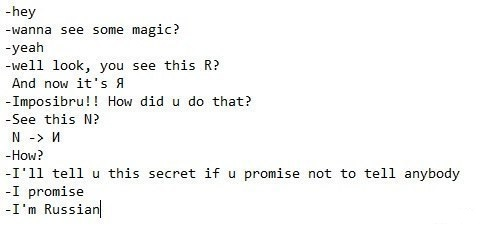 -hey
-wanna see some magic?
-yeah
-well look, you see this R?
And now it's Я
-Imposibru!! How did u do that?
-See this N?
N -> И
-How?
-I'll tell u this secret if u promise not to tell anybody
-I promise
-I'm Russian